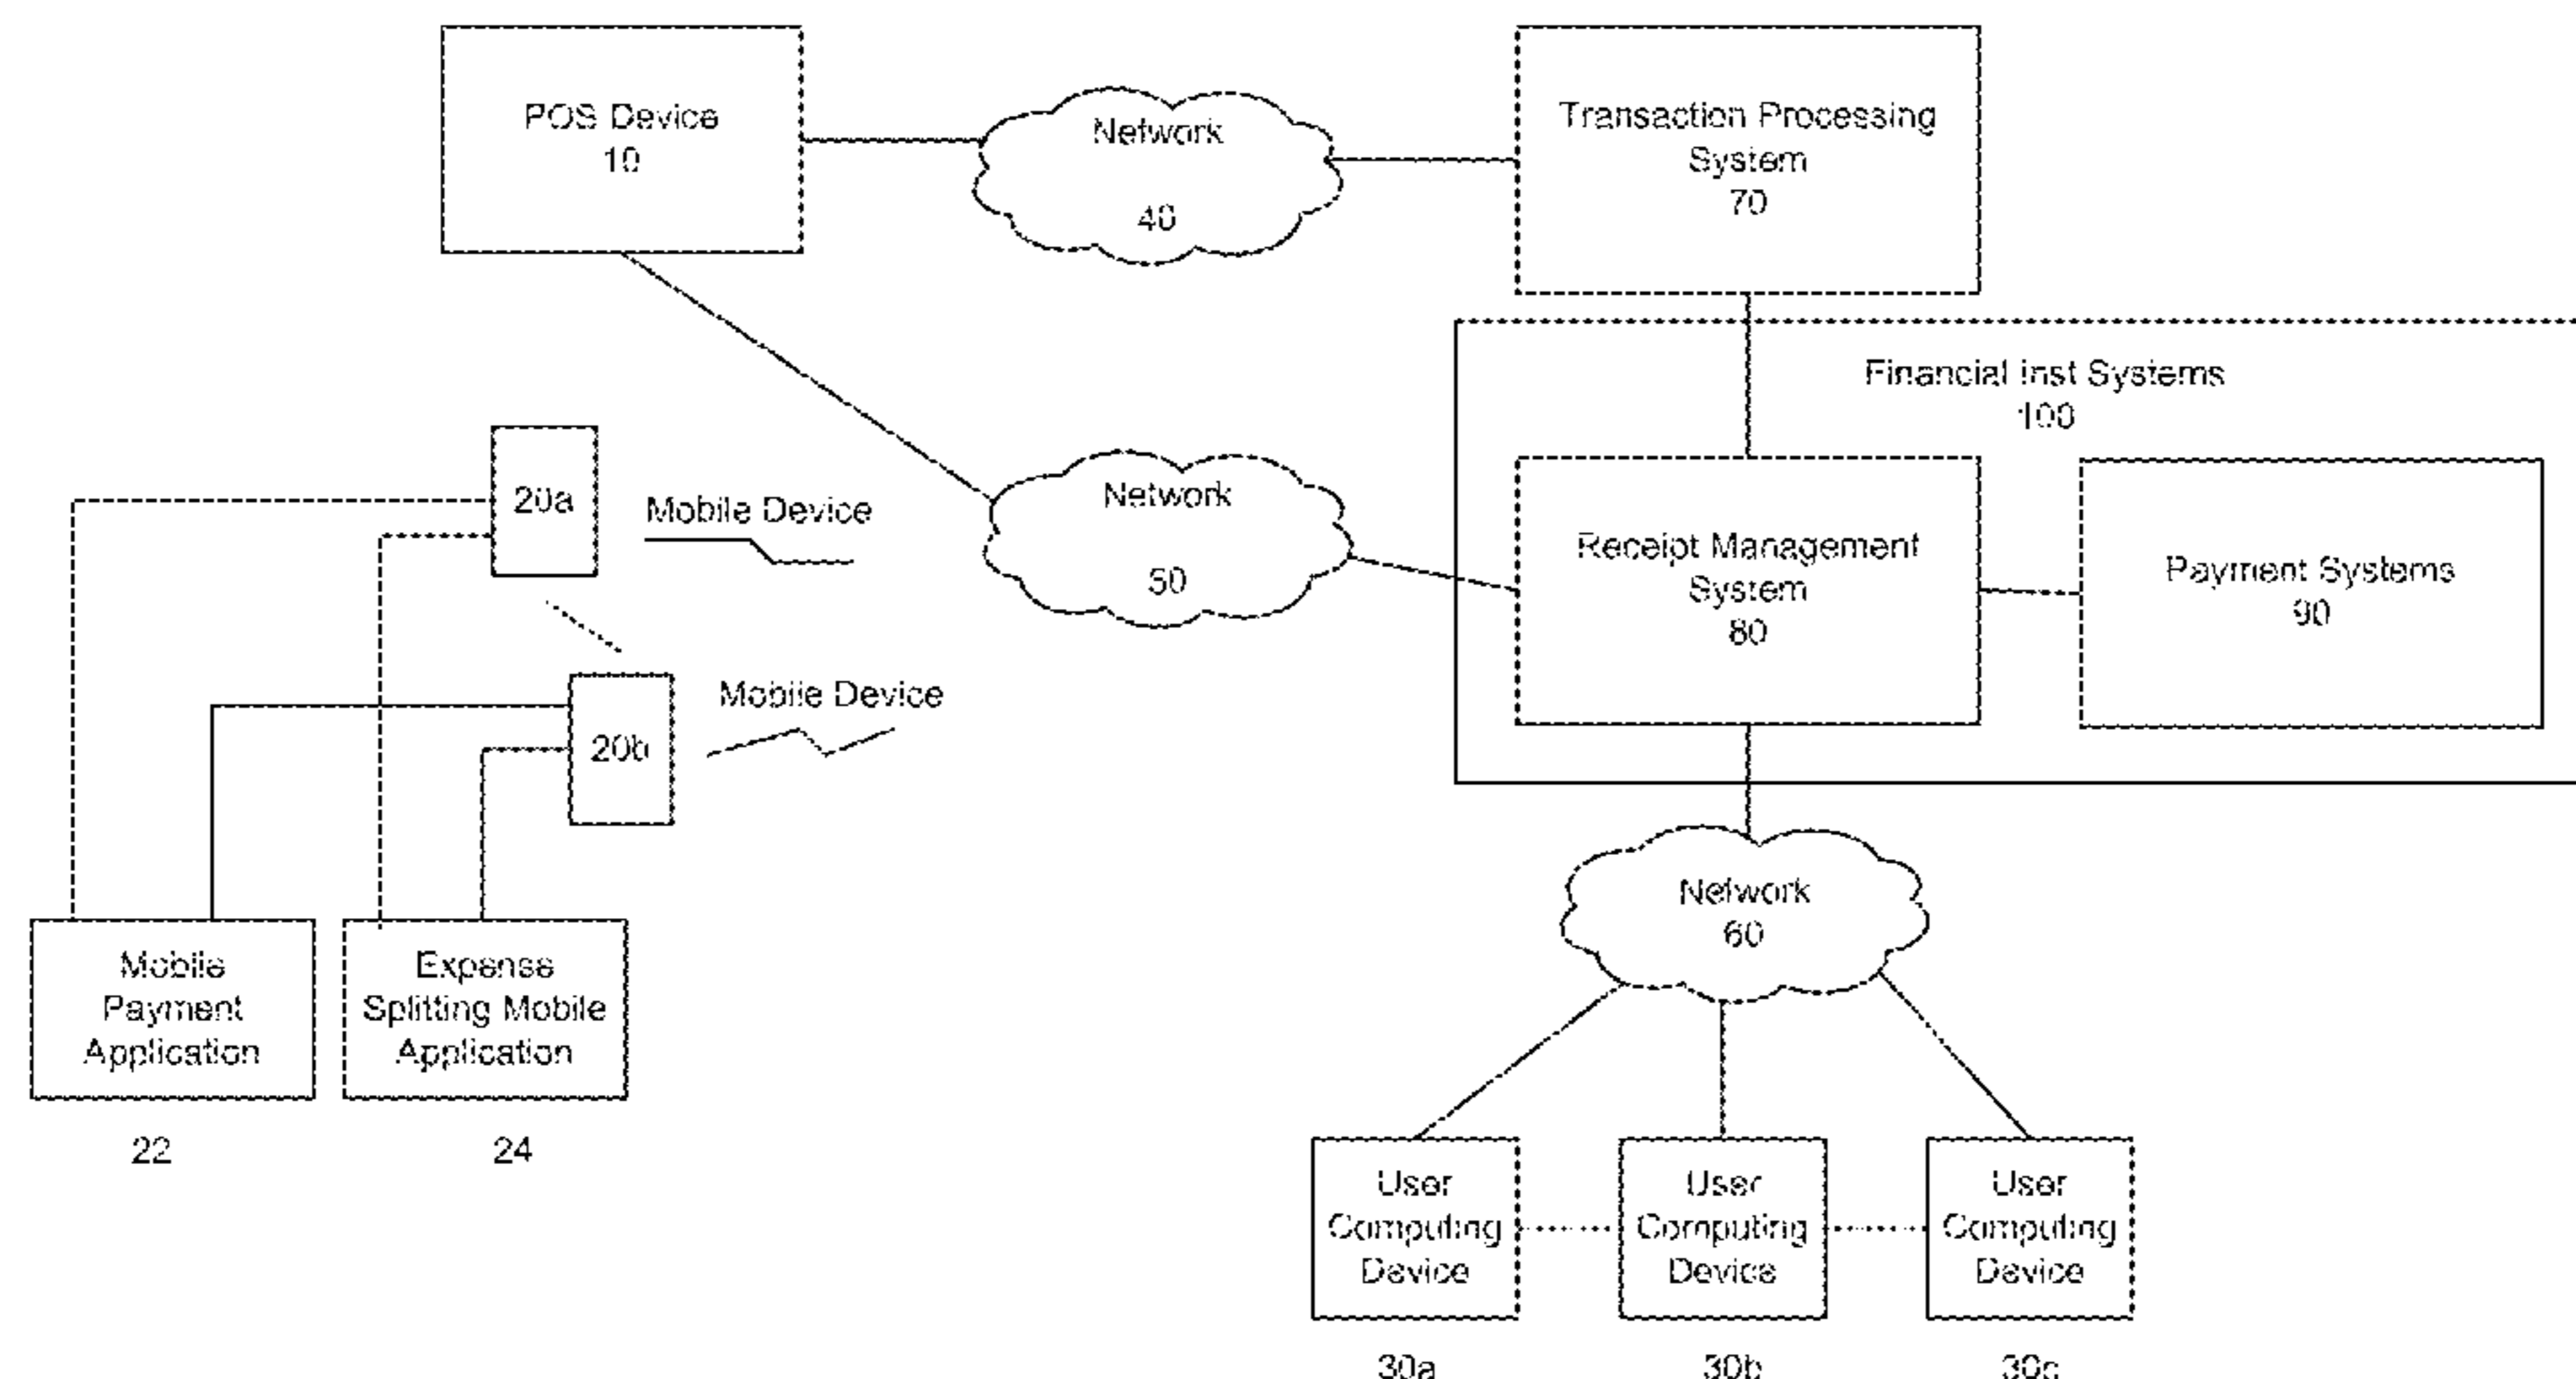 POS Device
10
Network
40
Transaction Processing
System
70
Financial Inst Systems
100
20a
Mobile Device
Network
50
Receipt Management
System
80
Payment Systems
90
20b
Mobile Device
Network
60
Mobile
Payment
Application
22
Expense
Splitting Mobile
Application
24
User
Computing
Device
30a
User
Computing
Device
30b
User
Computing
Device
30c